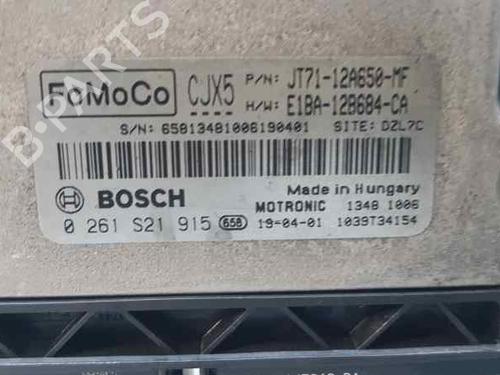 FoMoCo CJX5 P/N: JT71-12A650-MF
H/W: E1BA-12B684-CA
S/N: 65813481006190401 SITE: DZL7C
BOSCH Made in Hungary
MOTRONIC 1348 1006
0 261 S21 915 658 19-04-01 1039T34154
B-PARTS